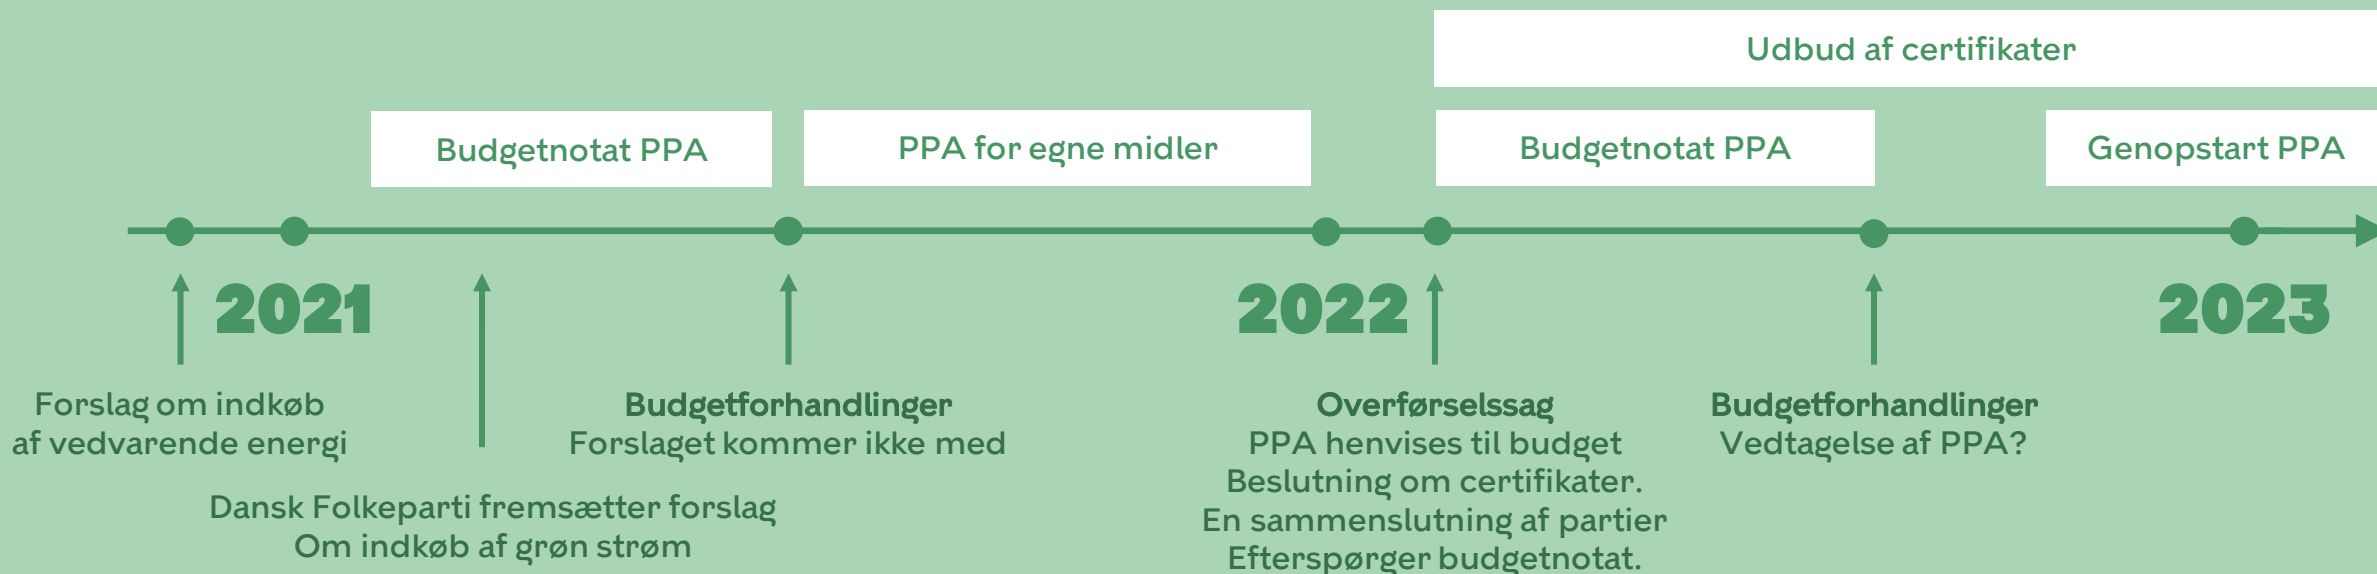 Udbud af certifikater
Budgetnotat PPA
PPA for egne midler
Budgetnotat PPA
Genopstart PPA
2021
2022
2023
Forslag om indkøb
af vedvarende energi
Dansk Folkeparti fremsætter forslag
Om indkøb af grøn strøm
Budgetforhandlinger
Forslaget kommer ikke med
Overførselssag
PPA henvises til budget
Beslutning om certifikater.
En sammenslutning af partier
Efterspørger budgetnotat.
Budgetforhandlinger
Vedtagelse af PPA?